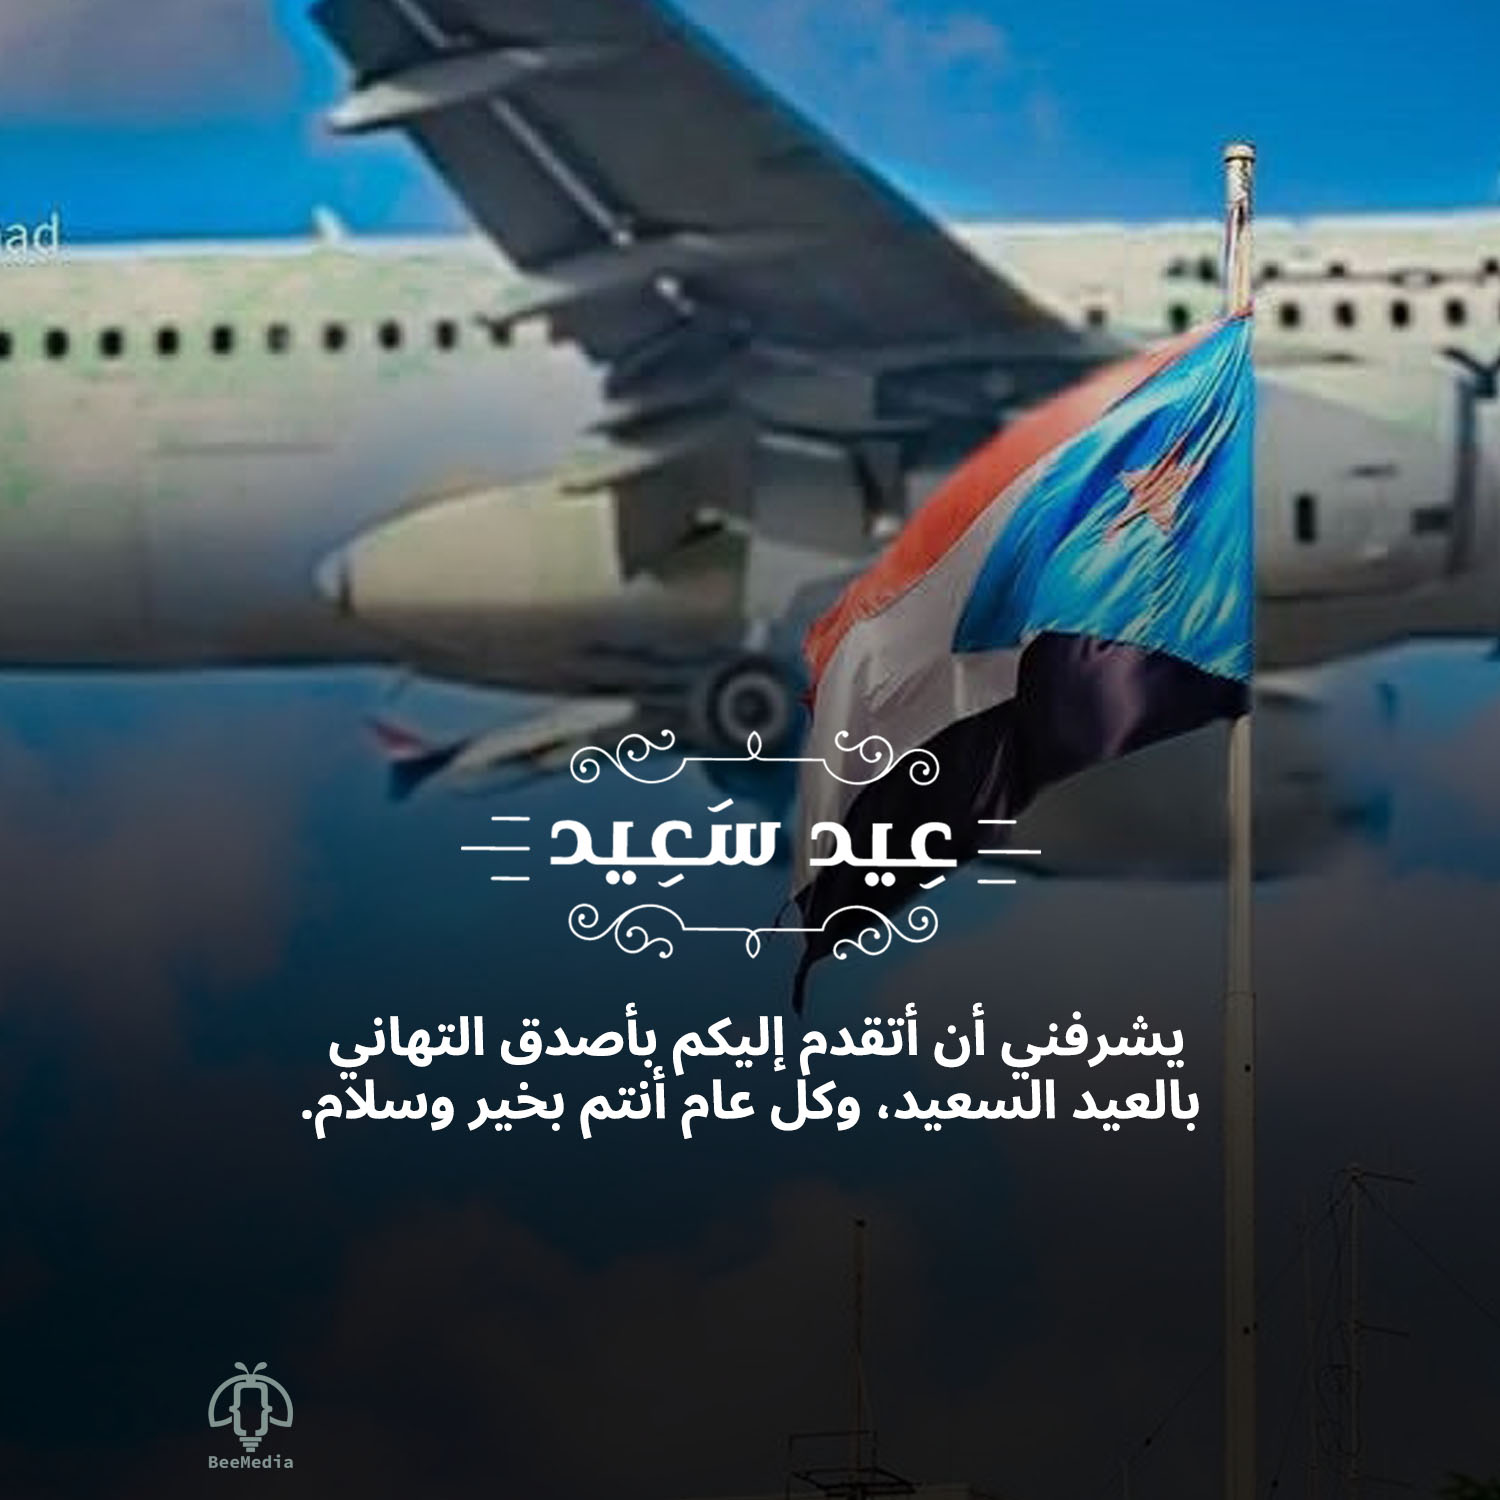 ad
عِيد سَعِيد
يشرفني أن أتقدم إليكم بأصدق التهاني
بالعيد السعيد، وكل عام أنتم بخير وسلام.
BeeMedia